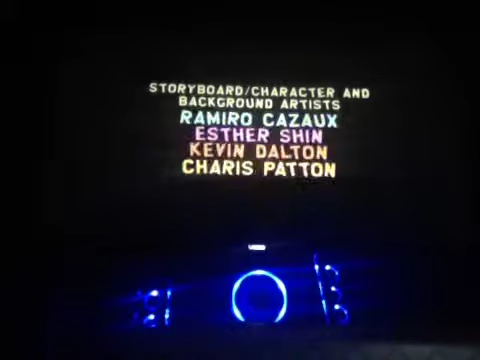 STORYBOARD/CHARACTER AND
BACKGROUND ARTISTS
RAMIRO CAZAUX
ESTHER SHIN
KEVIN DALTON
CHARIS PATTON